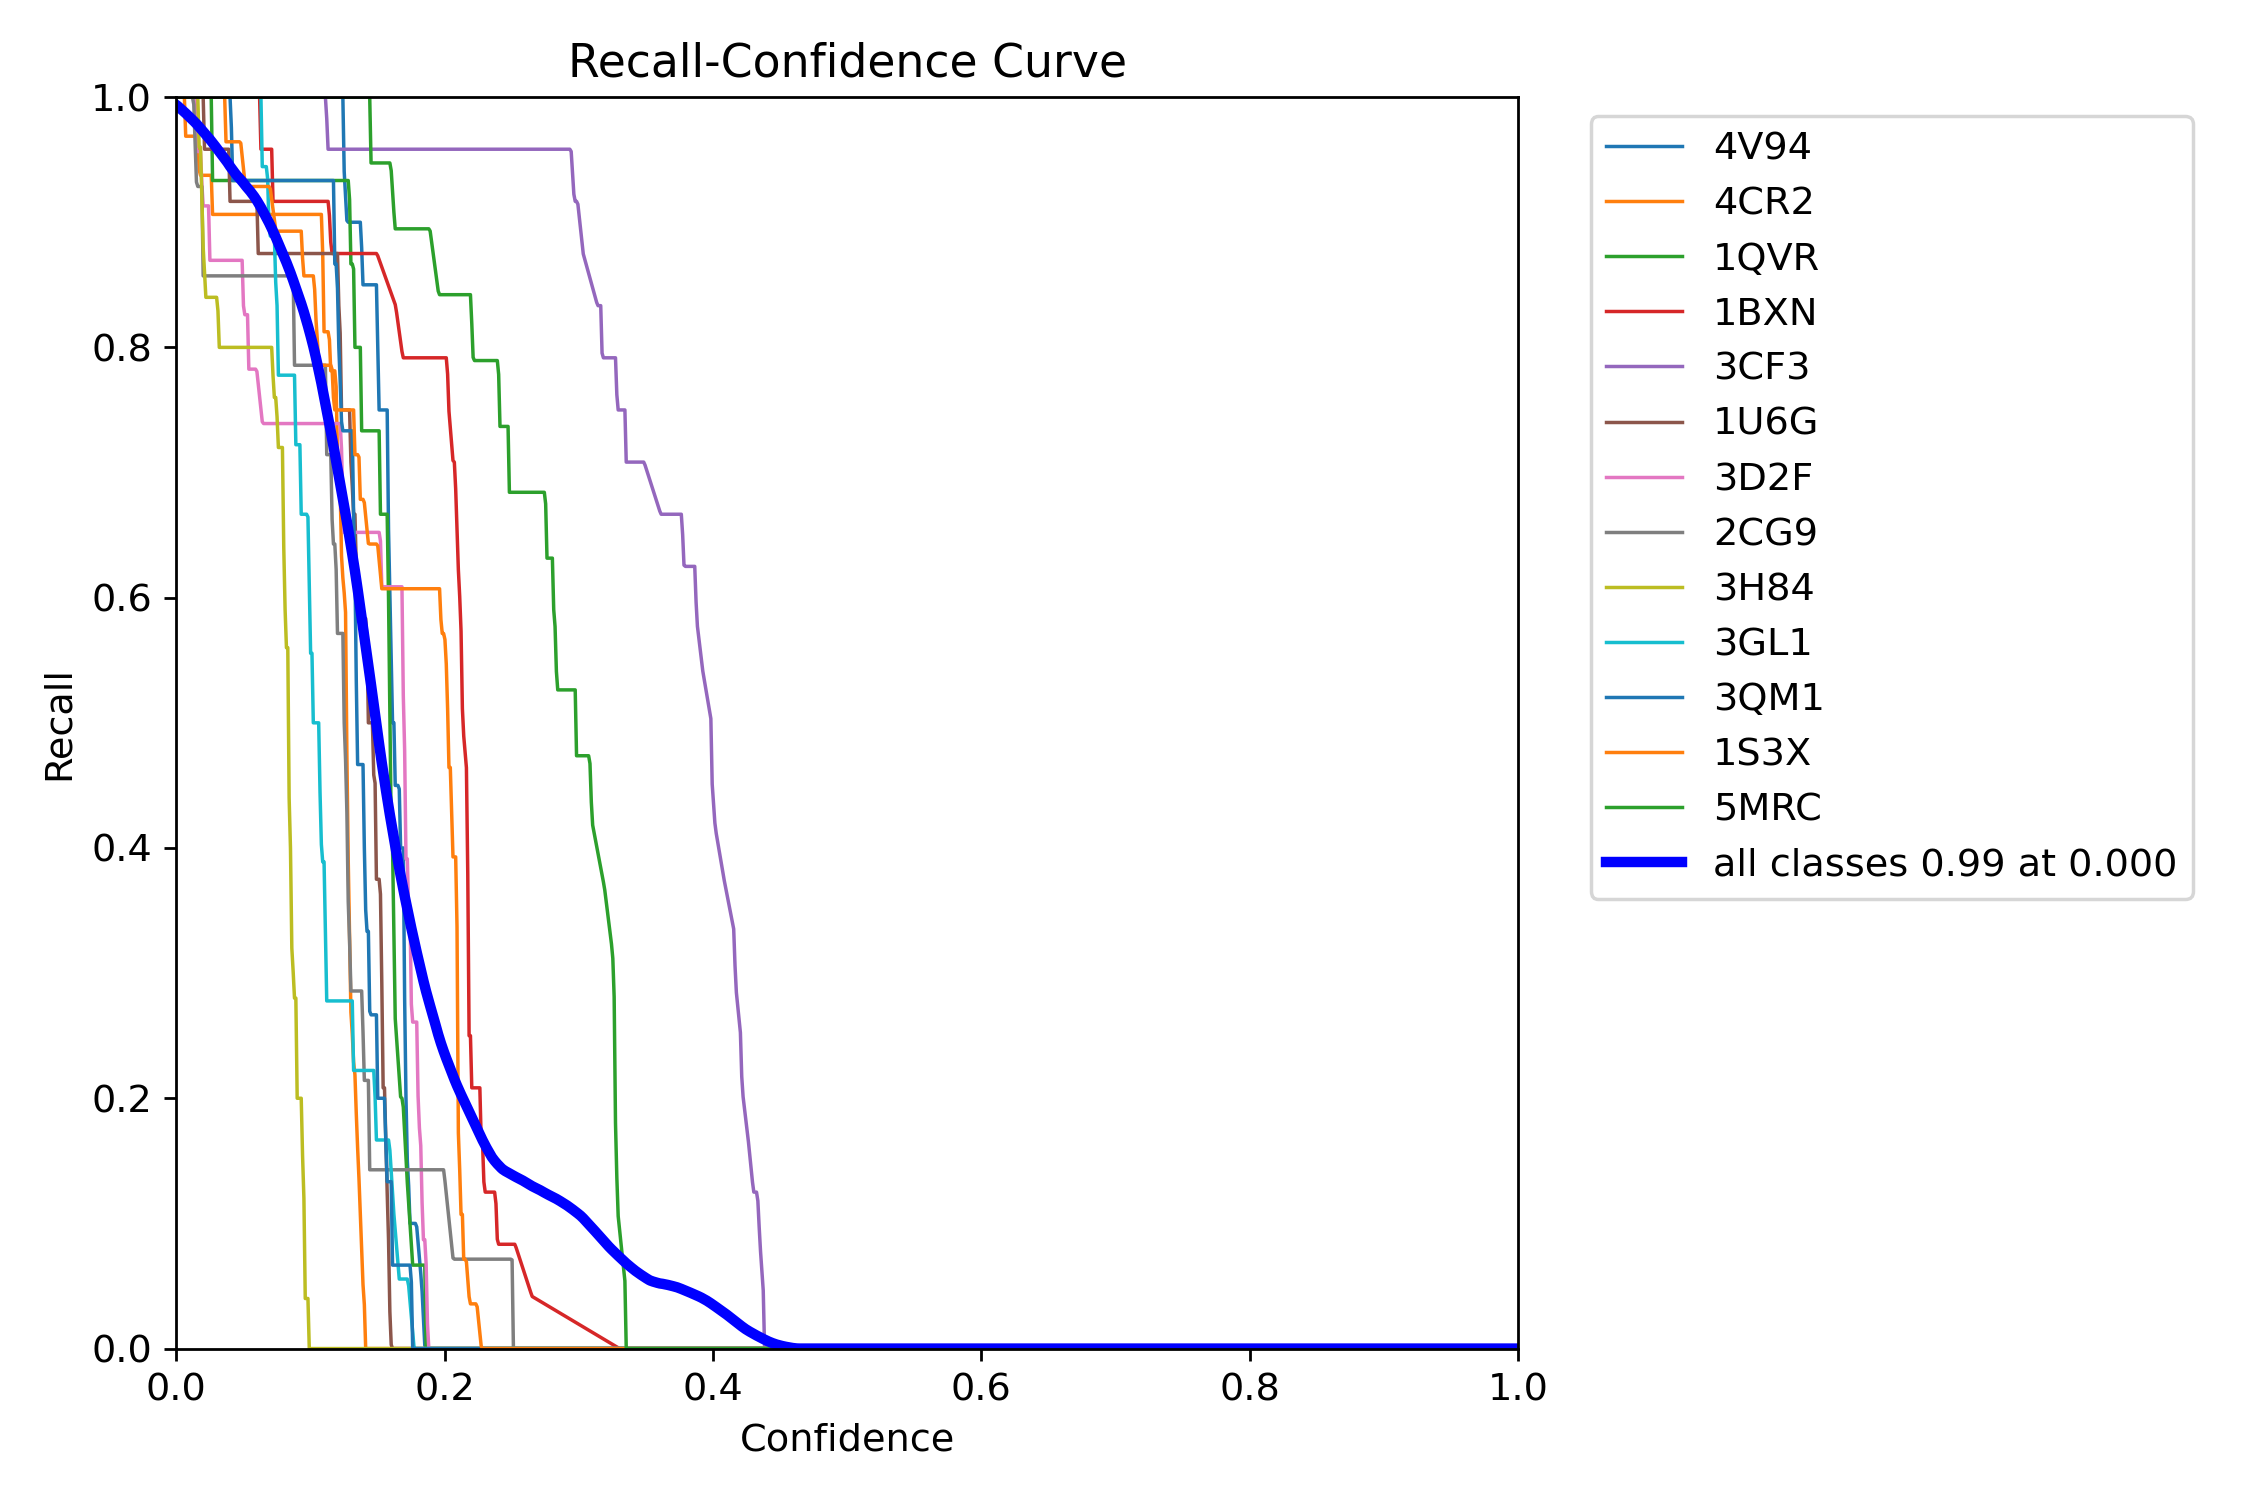 Recall-Confidence Curve
1.0
0.8
0.6
0.4
0.2
0.0
Recall
0.0 0.2 0.4 0.6 0.8 1.0
Confidence
4V94
4CR2
1QVR
1BXN
3CF3
1U6G
3D2F
2CG9
3H84
3GL1
3QM1
1S3X
5MRC
all classes 0.99 at 0.000